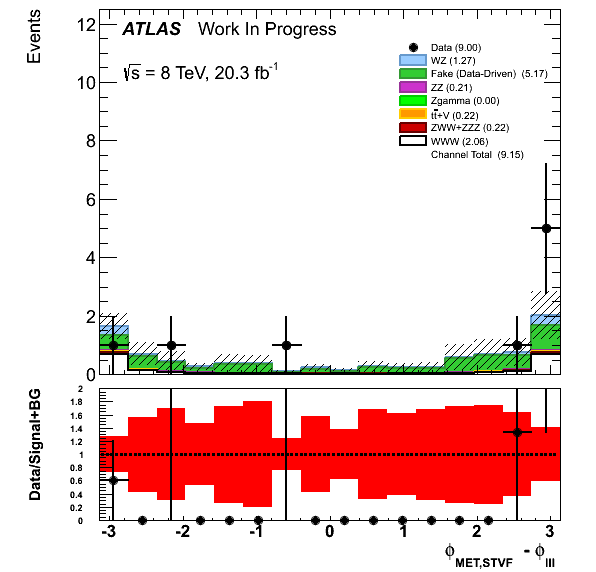 Events
ATLAS Work In Progress
√s = 8 TeV, 20.3 fb⁻¹
Data (9.00)
WZ (1.27)
Fake (Data-Driven) (5.17)
ZZ (0.21)
Zgamma (0.00)
tt̄+V (0.22)
ZWW+ZZZ (0.22)
WWW (2.06)
Channel Total (9.15)
12
10
8
6
4
2
0
Data/Signal+BG
2
1.8
1.6
1.4
1.2
1
0.8
0.6
0.4
0.2
0
-3 -2 -1 0 1 2 3
ϕMET,STVF - ϕlll